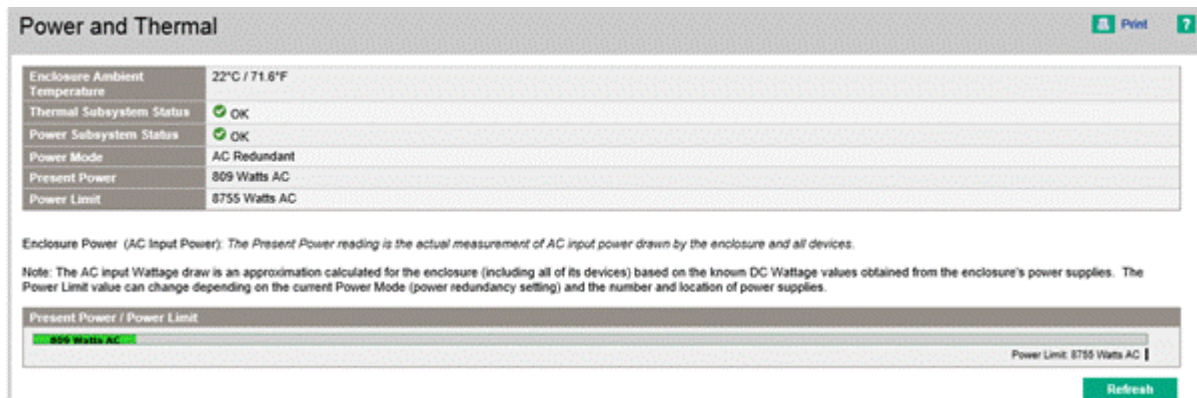 Power and Thermal
Print
?
Enclosure Ambient
Temperature
22°C / 71.6°F
Thermal Subsystem Status
OK
Power Subsystem Status
OK
Power Mode
AC Redundant
Present Power
809 Watts AC
Power Limit
8755 Watts AC
Enclosure Power (AC Input Power): The Present Power reading is the actual measurement of AC input power drawn by the enclosure and all devices.
Note: The AC input Wattage draw is an approximation calculated for the enclosure (including all of its devices) based on the known DC Wattage values obtained from the enclosure's power supplies. The
Power Limit value can change depending on the current Power Mode (power redundancy setting) and the number and location of power supplies.
Present Power / Power Limit
809 Watts AC
Power Limit: 8755 Watts AC
Refresh